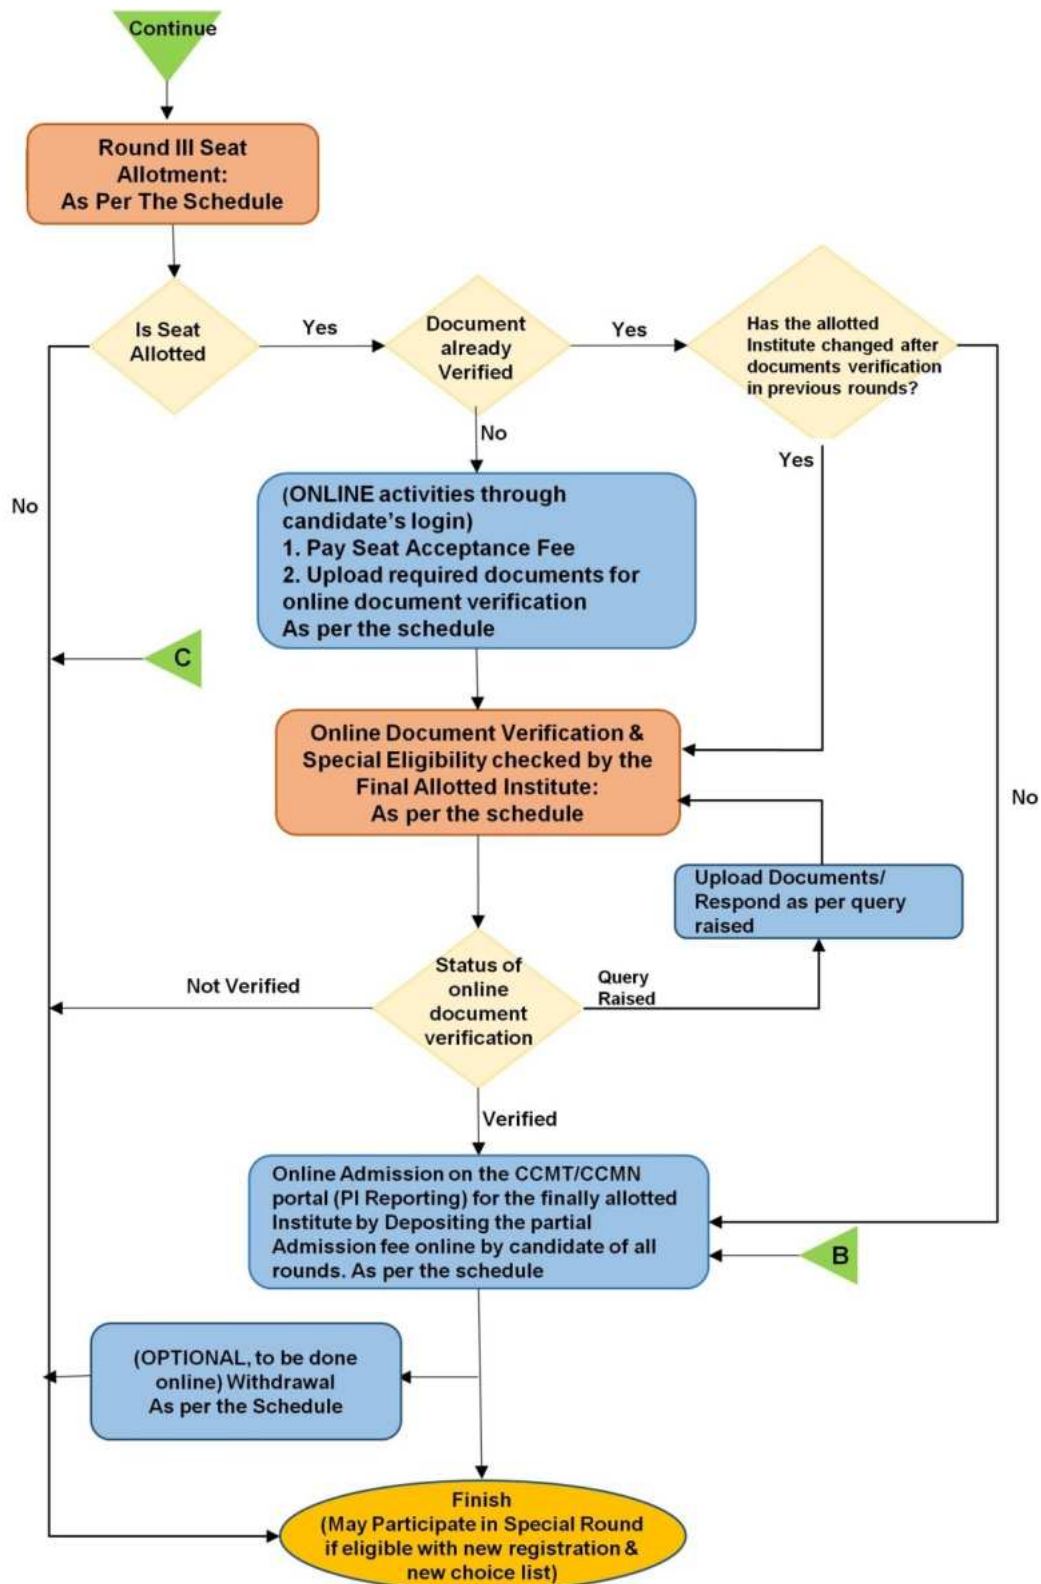 Continue
Round III Seat
Allotment:
As Per The Schedule
Is Seat
Allotted
Yes
Document
already
Verified
Yes
Has the allotted
Institute changed after
documents verification
in previous rounds?
No
Yes
No
(ONLINE activities through
candidate's login)
1. Pay Seat Acceptance Fee
2. Upload required documents for
online document verification
As per the schedule
C
Online Document Verification &
Special Eligibility checked by the
Final Allotted Institute:
As per the schedule
No
Upload Documents/
Respond as per query
raised
Status of
online
document
verification
Not Verified
Query
Raised
Verified
Online Admission on the CCMT/CCMN
portal (PI Reporting) for the finally allotted
Institute by Depositing the partial
Admission fee online by candidate of all
rounds. As per the schedule
B
(OPTIONAL, to be done
online) Withdrawal
As per the Schedule
Finish
(May Participate in Special Round
if eligible with new registration &
new choice list)